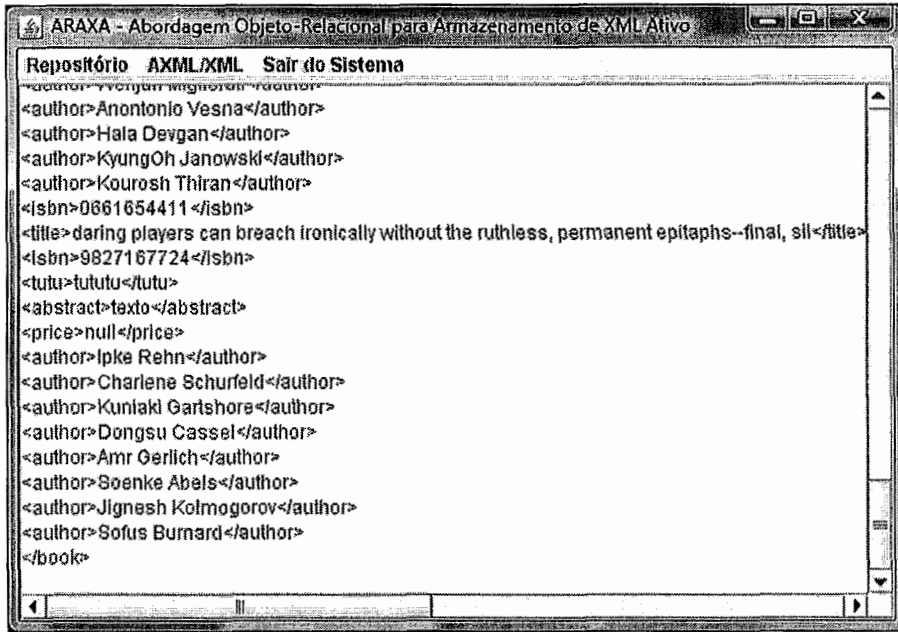 ARAXA - Abordagem Objeto-Relacional para Armazenamento de XML Ativo
Repositório AXML/XML Sair do Sistema
<author>Anontonio Vesna</author>
<author>Hala Devgan</author>
<author>KyungOh Janowski</author>
<author>Kourosh Thiran</author>
<isbn>0661654411</isbn>
<title>daring players can breach ironically without the ruthless, permanent epitaphs--final, sil</title>
<isbn>9827167724</isbn>
<tutu>tututu</tutu>
<abstract>texto</abstract>
<price>null</price>
<author>Ipke Rehn</author>
<author>Charlene Schurfeld</author>
<author>Kuniaki Gartshore</author>
<author>Dongsu Cassel</author>
<author>Amr Gerlich</author>
<author>Soenke Abels</author>
<author>Jignesh Kolmogorov</author>
<author>Sofus Burnard</author>
</book>